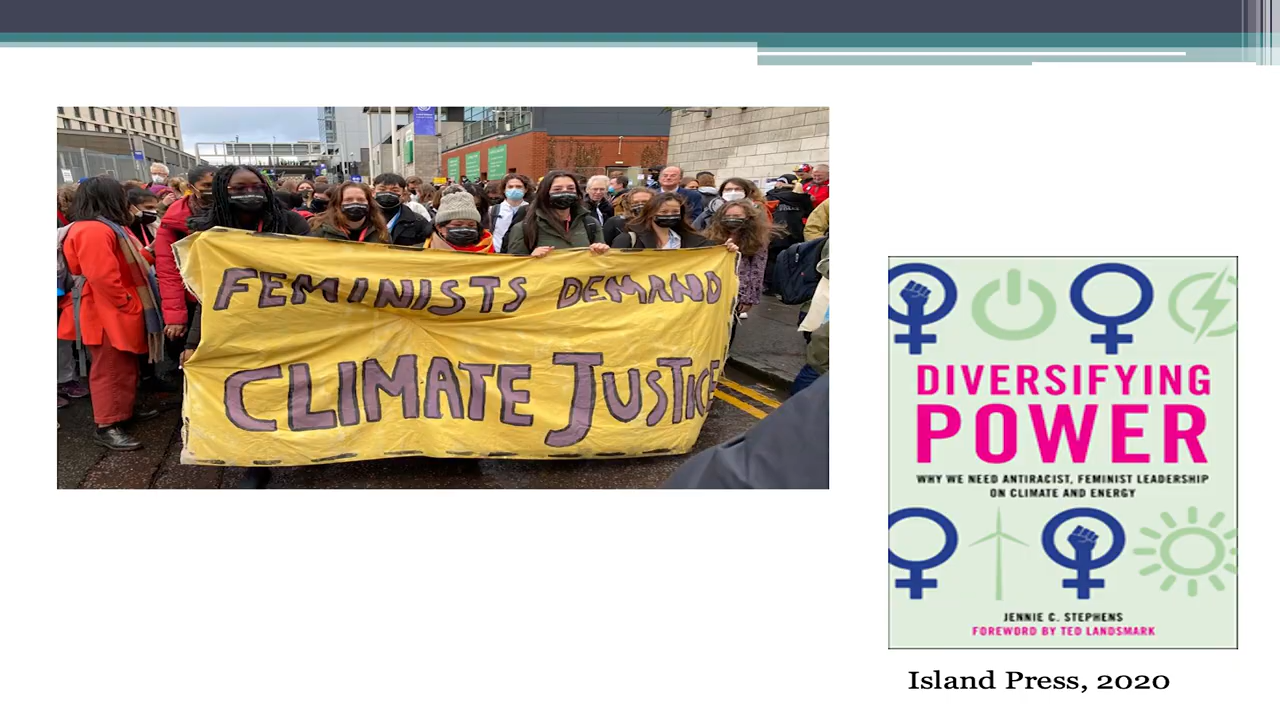 FEMINISTS DEMAND
CLIMATE JUSTICE
DIVERSIFYING
POWER
WHY WE NEED ANTIRACIST, FEMINIST LEADERSHIP
ON CLIMATE AND ENERGY
JENNIE C. STEPHENS
FOREWORD BY TED LANDSMARK
Island Press, 2020